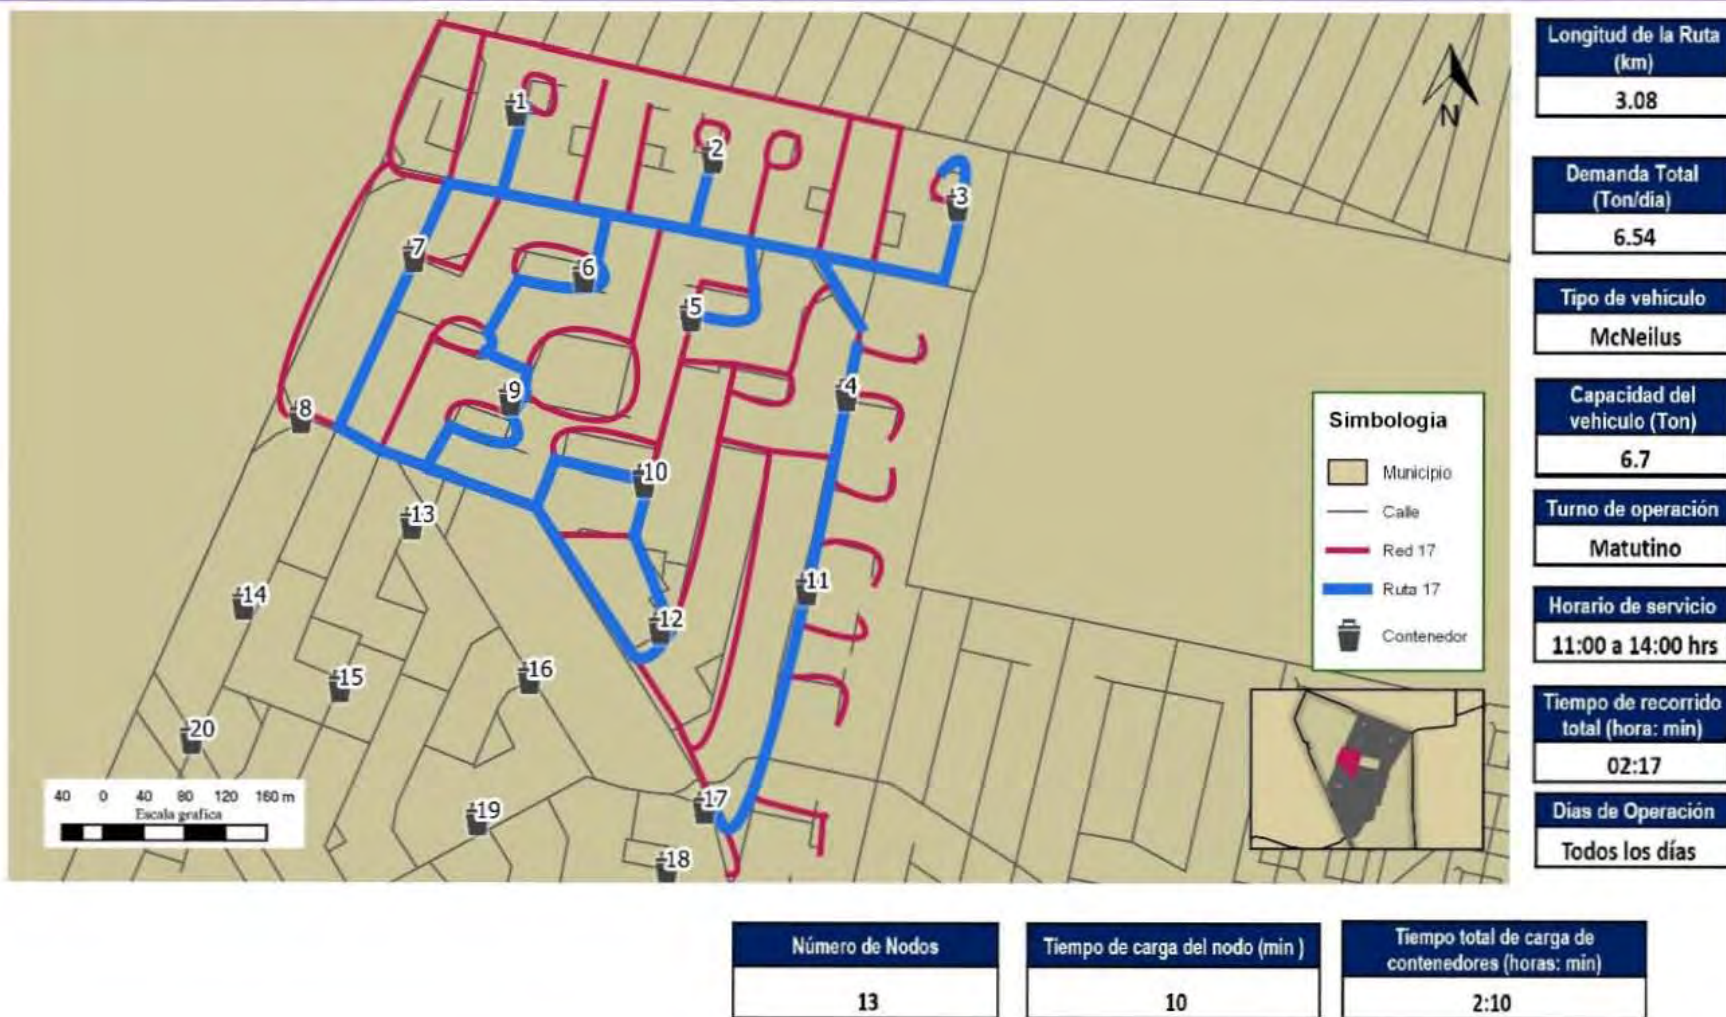 1
2
3
4
5
6
7
8
9
10
11
12
13
14
15
16
17
18
19
20
N
40 0 40 80 120 160 m
Escala grafica
Simbologia
Municipio
Calle
Red 17
Ruta 17
Contenedor
Longitud de la Ruta
(km)
3.08
Demanda Total
(Ton/dia)
6.54
Tipo de vehículo
McNeilus
Capacidad del
vehiculo (Ton)
6.7
Turno de operación
Matutino
Horario de servicio
11:00 a 14:00 hrs
Tiempo de recorrido
total (hora: min)
02:17
Dias de Operación
Todos los días
Número de Nodos
13
Tiempo de carga del nodo (min )
10
Tiempo total de carga de
contenedores (horas: min)
2:10